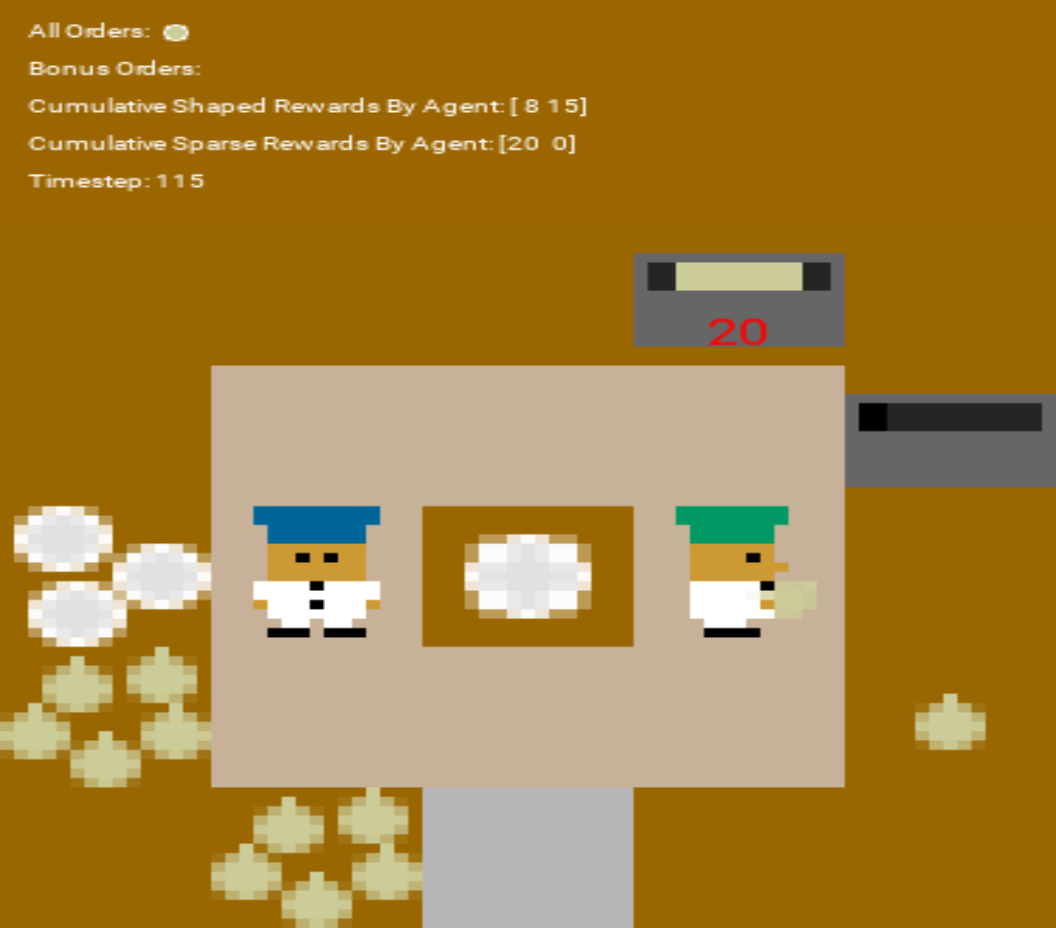 All Orders:
Bonus Orders:
Cumulative Shaped Rewards By Agent: [ 8 15]
Cumulative Sparse Rewards By Agent: [20  0]
Timestep: 115
20